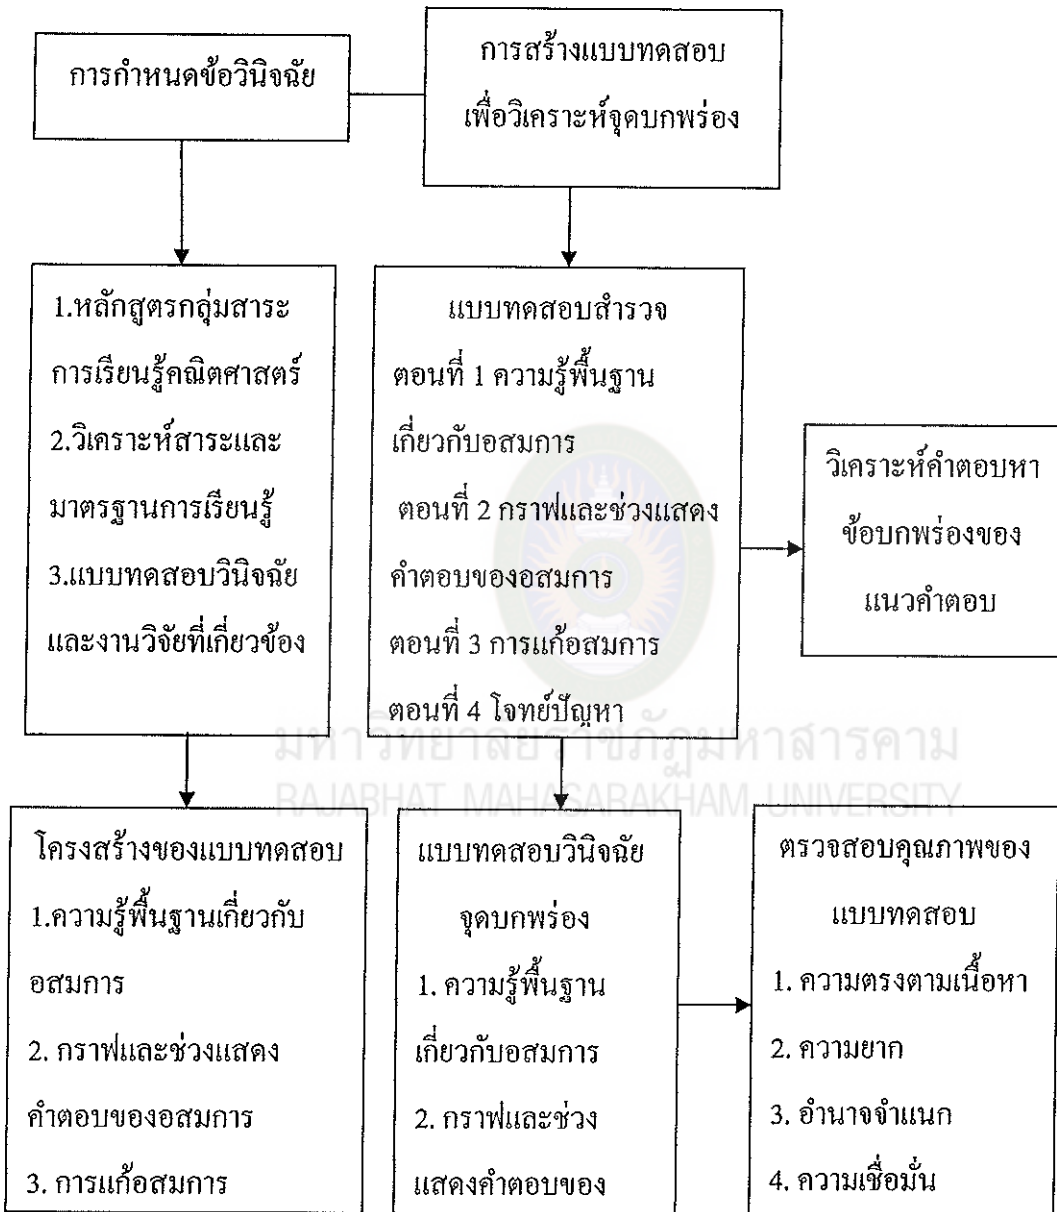 การกำหนดข้อวินิจฉัย
การสร้างแบบทดสอบ
เพื่อวิเคราะห์จุดบกพร่อง
1.หลักสูตรกลุ่มสาระ
การเรียนรู้คณิตศาสตร์
2.วิเคราะห์สาระและ
มาตรฐานการเรียนรู้
3.แบบทดสอบวินิจฉัย
และงานวิจัยที่เกี่ยวข้อง
แบบทดสอบสำรวจ
ตอนที่ 1 ความรู้พื้นฐาน
เกี่ยวกับอสมการ
ตอนที่ 2 กราฟและช่วงแสดง
คำตอบของอสมการ
ตอนที่ 3 การแก้อสมการ
ตอนที่ 4 โจทย์ปัญหา
วิเคราะห์คำตอบหา
ข้อบกพร่องของ
แนวคำตอบ
มหาวิทยาลัยราชภัฏมหาสารคาม
RAJABHAT MAHASARAKHAM UNIVERSITY
โครงสร้างของแบบทดสอบ
1.ความรู้พื้นฐานเกี่ยวกับ
อสมการ
2. กราฟและช่วงแสดง
คำตอบของอสมการ
3. การแก้อสมการ
แบบทดสอบวินิจฉัย
จุดบกพร่อง
1. ความรู้พื้นฐาน
เกี่ยวกับอสมการ
2. กราฟและช่วง
แสดงคำตอบของ
ตรวจสอบคุณภาพของ
แบบทดสอบ
1. ความตรงตามเนื้อหา
2. ความยาก
3. อำนาจจำแนก
4. ความเชื่อมั่น